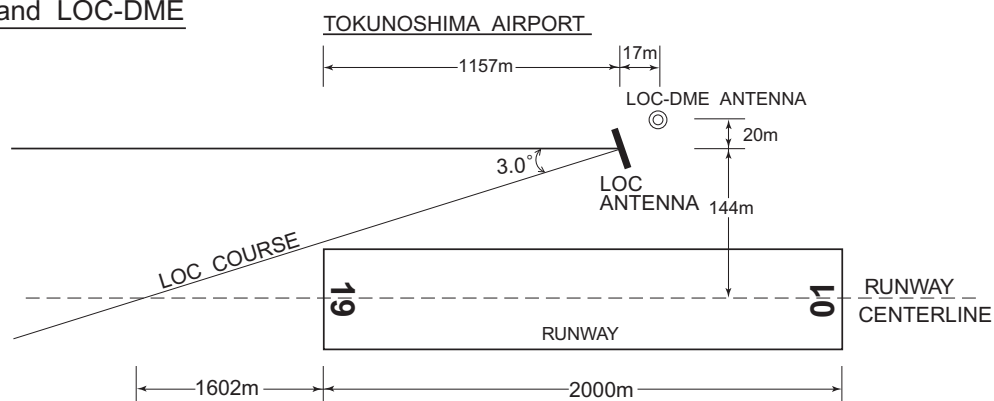 and LOC-DME
TOKUNOSHIMA AIRPORT
17m
1157m
LOC-DME ANTENNA
20m
3.0°
LOC
ANTENNA
144m
LOC COURSE
19
01
RUNWAY
CENTERLINE
RUNWAY
1602m
2000m